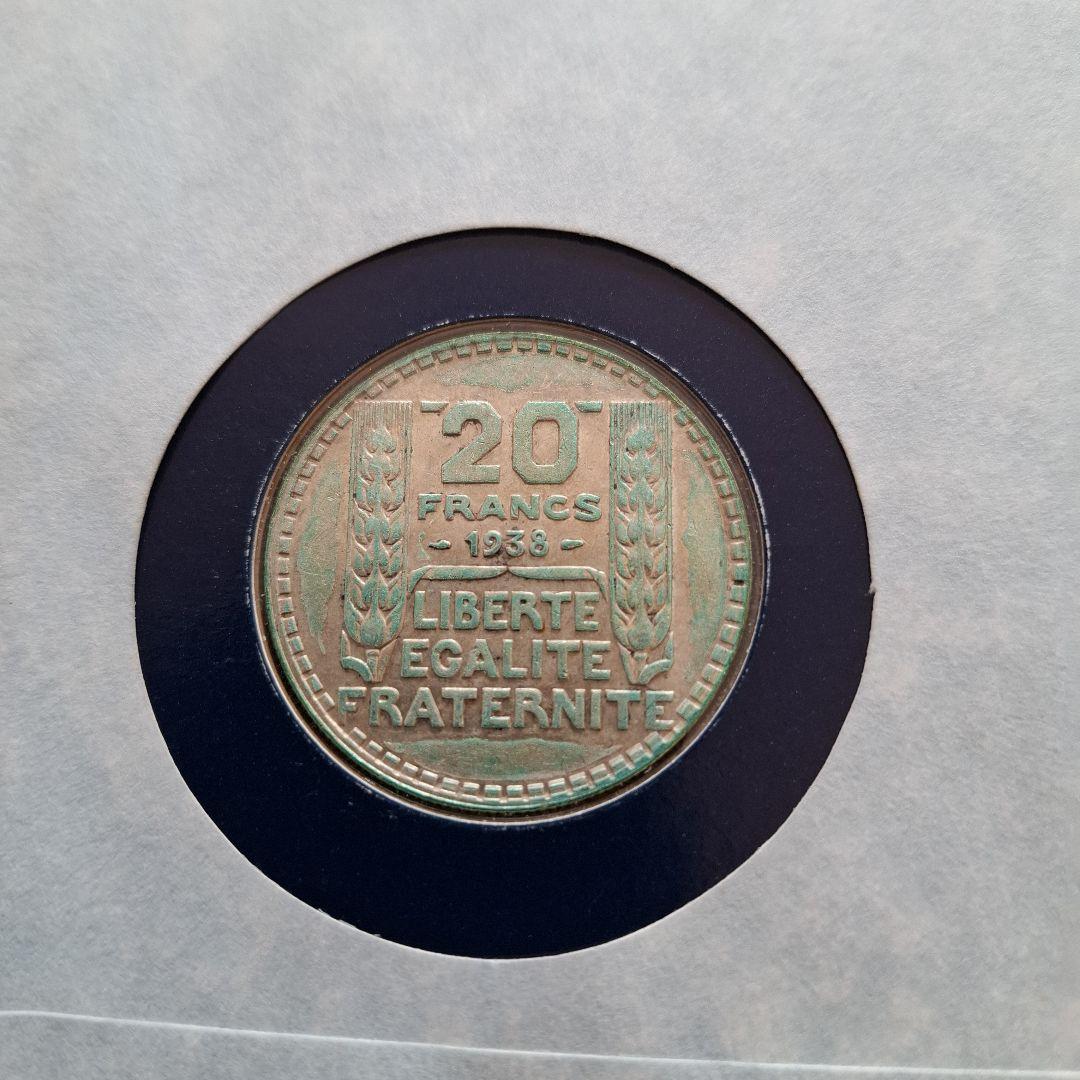 20
FRANCS
- 1938 -
LIBERTE
EGALITE
FRATERNITE